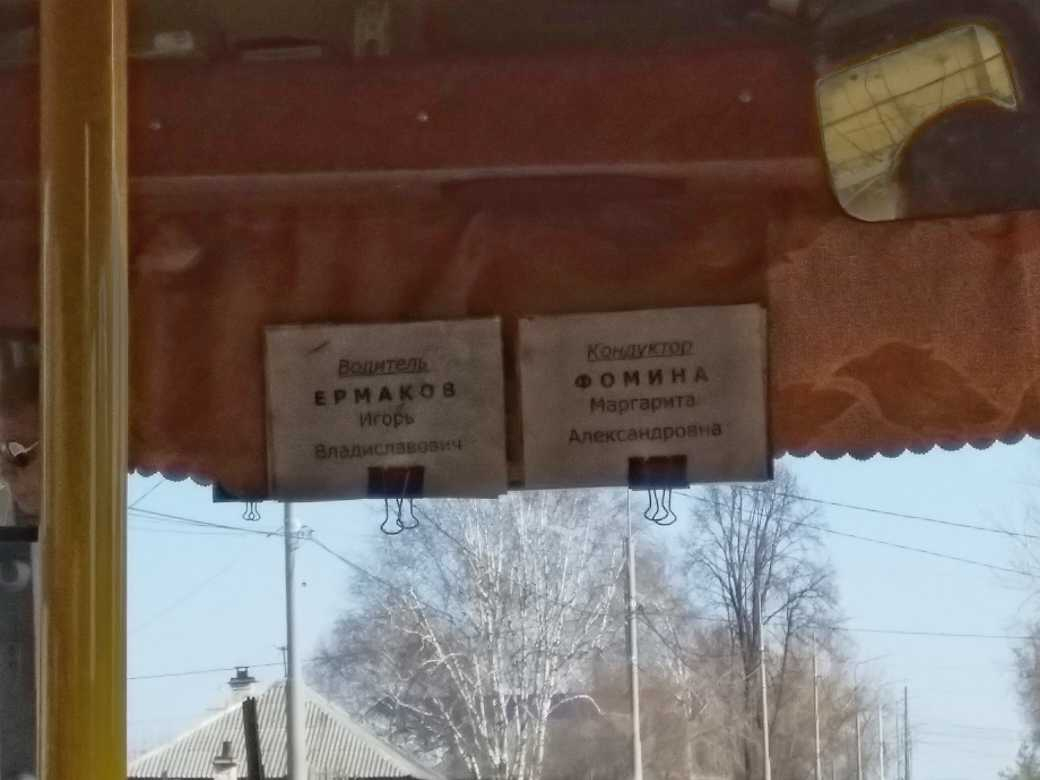 Водитель
ЕРМАКОВ
Игорь
Владиславович
Кондуктор
ФОМИНА
Маргарита
Александровна